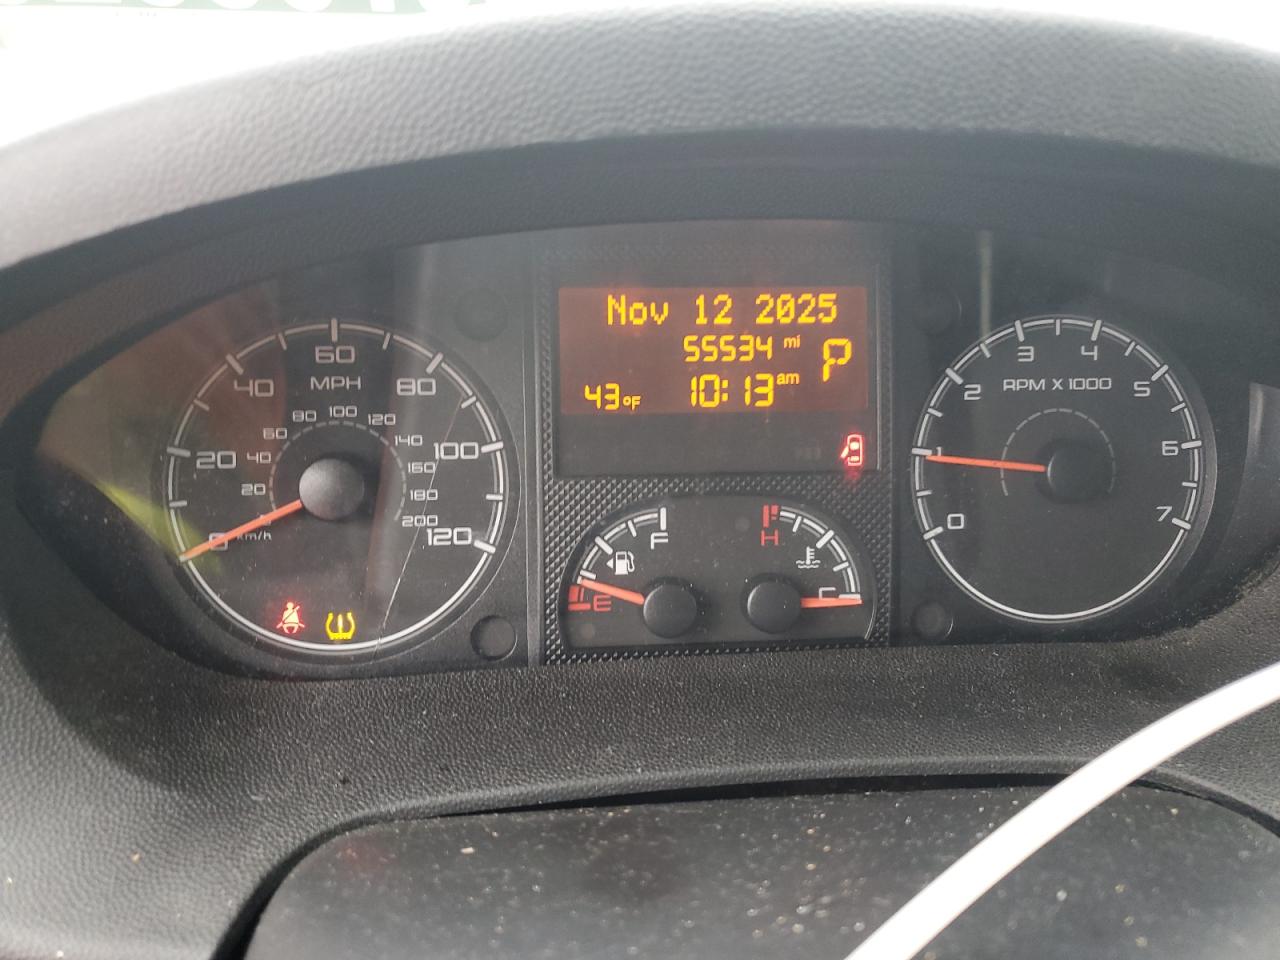 Nov 12 2025
55534 mi
P
43°F 10:13 am
0 20 40 60 80 100 120
MPH
20 40 60 80 100 120 140 160 180 200
km/h
E F
H C
0 1 2 3 4 5 6 7
RPM X 1000